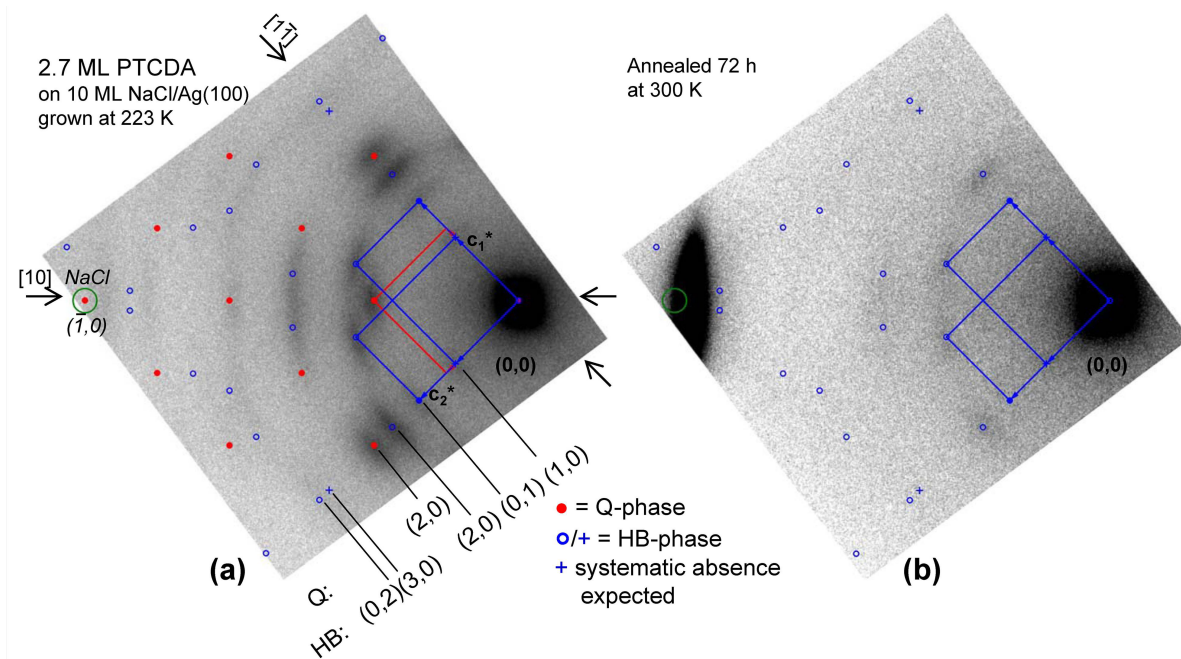 2.7 ML PTCDA
on 10 ML NaCl/Ag(100)
grown at 223 K
[11̄]
Annealed 72 h
at 300 K
[10]
NaCl
(1̄,0)
c₁*
c₂*
(0,0)
(0,0)
(2,0)
(2,0)
(0,1)
(1,0)
Q:
HB:
(0,2)
(3,0)
● = Q-phase
○/+ = HB-phase
+ systematic absence
expected
(a)
(b)